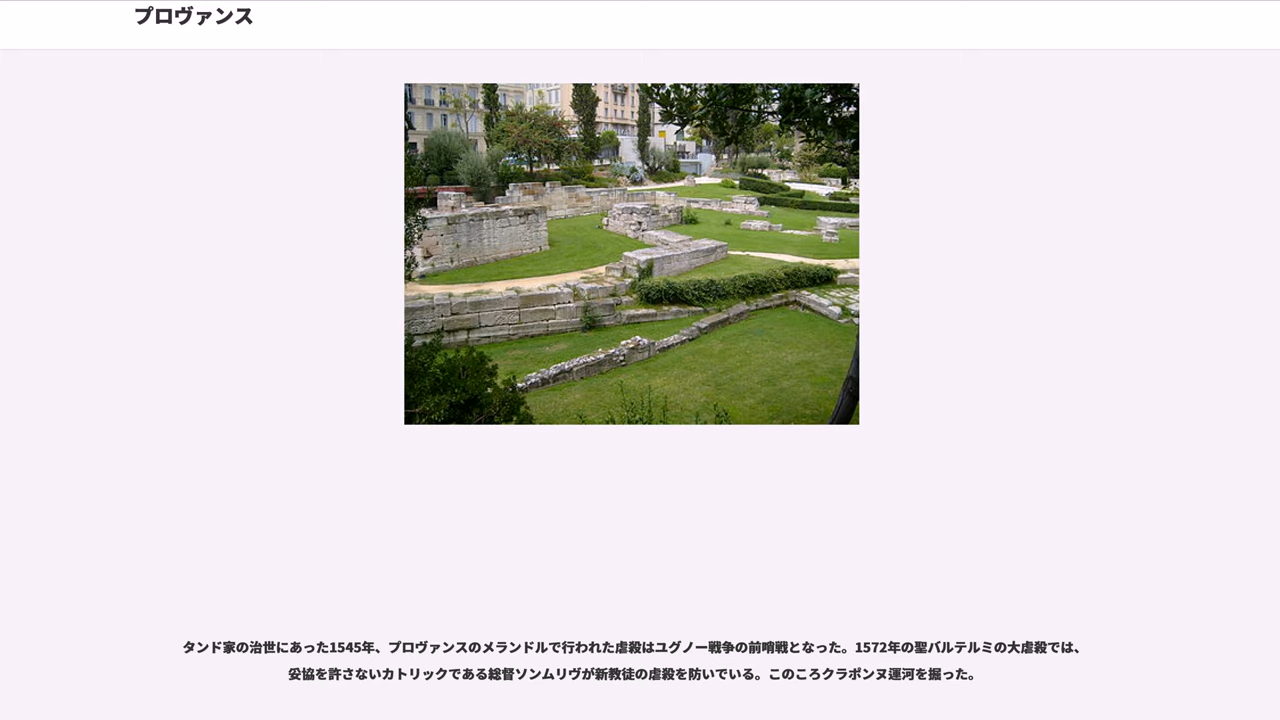 プロヴァンス
タンド家の治世にあった1545年、プロヴァンスのメランドルで行われた虐殺はユグノー戦争の前哨戦となった。1572年の聖バルテルミの大虐殺では、
妥協を許さないカトリックである総督ソンムリヴが新教徒の虐殺を防いでいる。このころクラポンヌ運河を掘った。